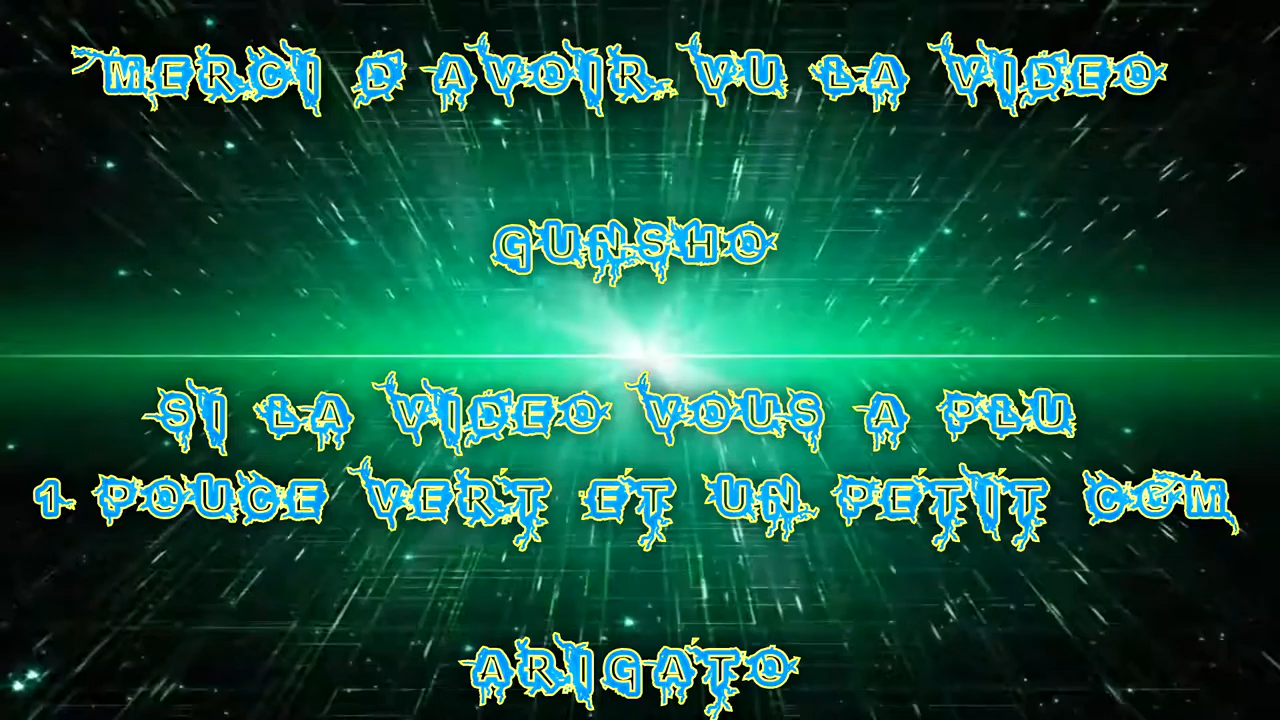 MERCI D AVOIR VU LA VIDEO
GUNSHO
SI LA VIDEO VOUS A PLU
1 POUCE VERT ET UN PETIT COM
ARIGATO